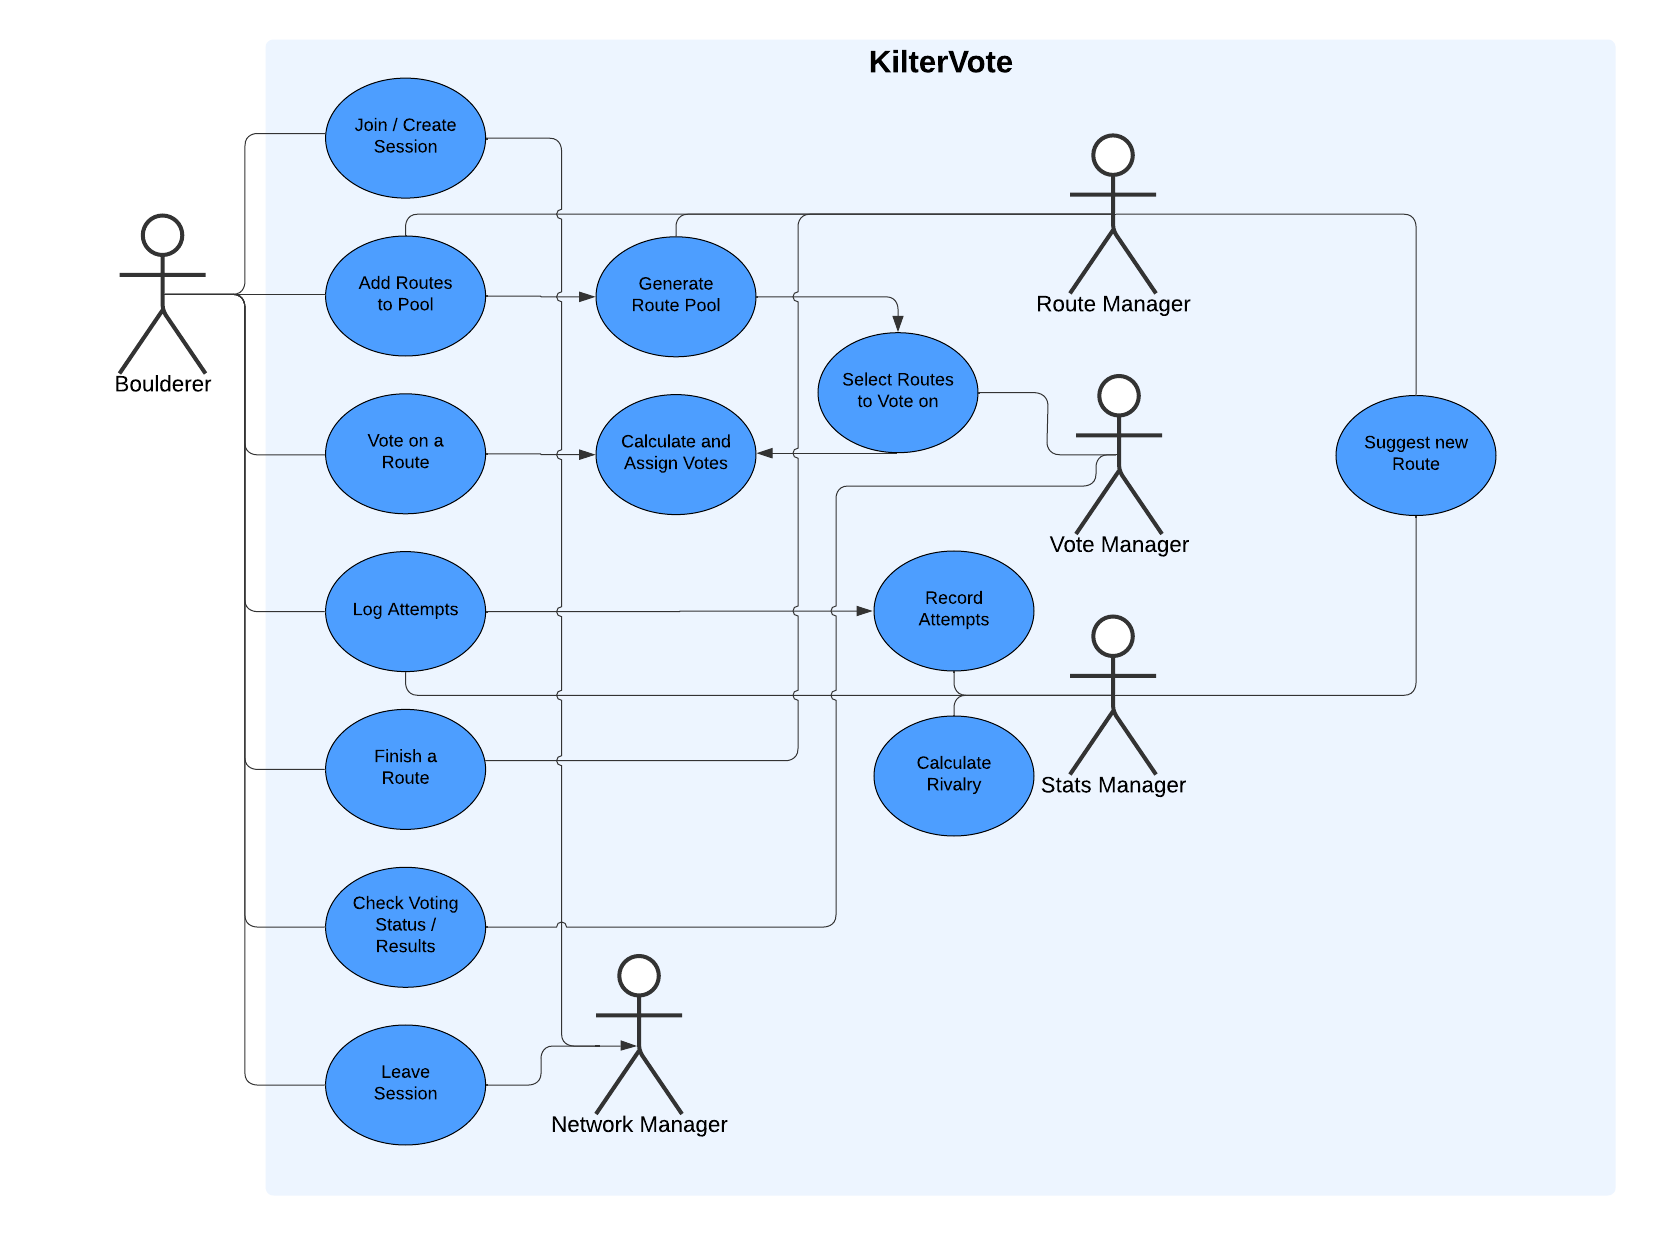 KilterVote
Join / Create
Session
Boulderer
Add Routes
to Pool
Generate
Route Pool
Route Manager
Select Routes
to Vote on
Vote on a
Route
Calculate and
Assign Votes
Vote Manager
Suggest new
Route
Log Attempts
Record
Attempts
Stats Manager
Finish a
Route
Calculate
Rivalry
Check Voting
Status /
Results
Leave
Session
Network Manager